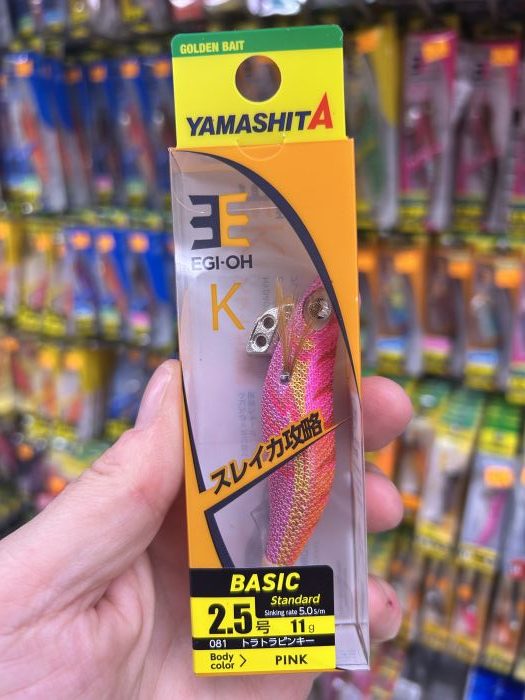 GOLDEN BAIT
YAMASHITA
EGI-OH
K
スレイカ攻略
BASIC
Standard
Sinking rate 5.0 s/m
2.5号 11g
081 トラトラピンキー
Body color > PINK